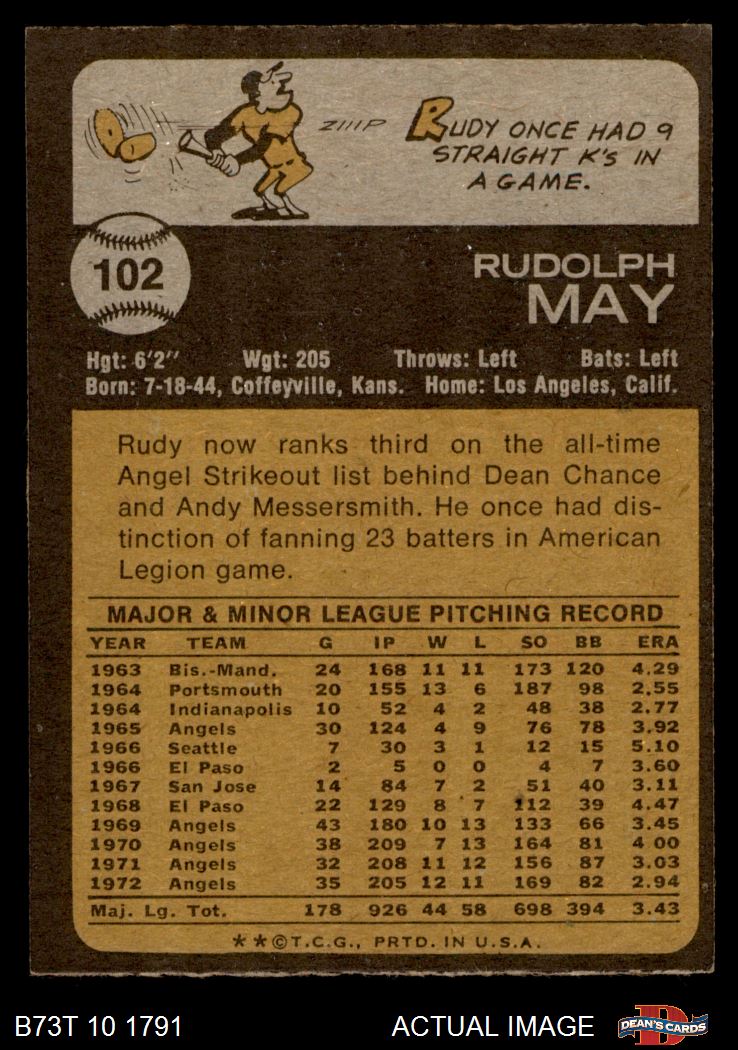 ZIIIP
RUDY ONCE HAD 9
STRAIGHT K'S IN
A GAME.
102
RUDOLPH
MAY
Hgt: 6'2" Wgt: 205 Throws: Left Bats: Left
Born: 7-18-44, Coffeyville, Kans. Home: Los Angeles, Calif.
Rudy now ranks third on the all-time
Angel Strikeout list behind Dean Chance
and Andy Messersmith. He once had dis-
tinction of fanning 23 batters in American
Legion game.
MAJOR & MINOR LEAGUE PITCHING RECORD
YEAR TEAM G IP W L SO BB ERA
1963 Bis.-Mand. 24 168 11 11 173 120 4.29
1964 Portsmouth 20 155 13 6 187 98 2.55
1964 Indianapolis 10 52 4 2 48 38 2.77
1965 Angels 30 124 4 9 76 78 3.92
1966 Seattle 7 30 3 1 12 15 5.10
1966 El Paso 2 5 0 0 4 7 3.60
1967 San Jose 14 84 7 2 51 40 3.11
1968 El Paso 22 129 8 7 112 39 4.47
1969 Angels 43 180 10 13 133 66 3.45
1970 Angels 38 209 7 13 164 81 4 00
1971 Angels 32 208 11 12 156 87 3.03
1972 Angels 35 205 12 11 169 82 2.94
Maj. Lg. Tot. 178 926 44 58 698 394 3.43
**©T.C.G., PRTD. IN U.S.A.
B73T 10 1791 ACTUAL IMAGE D DEAN'S CARDS